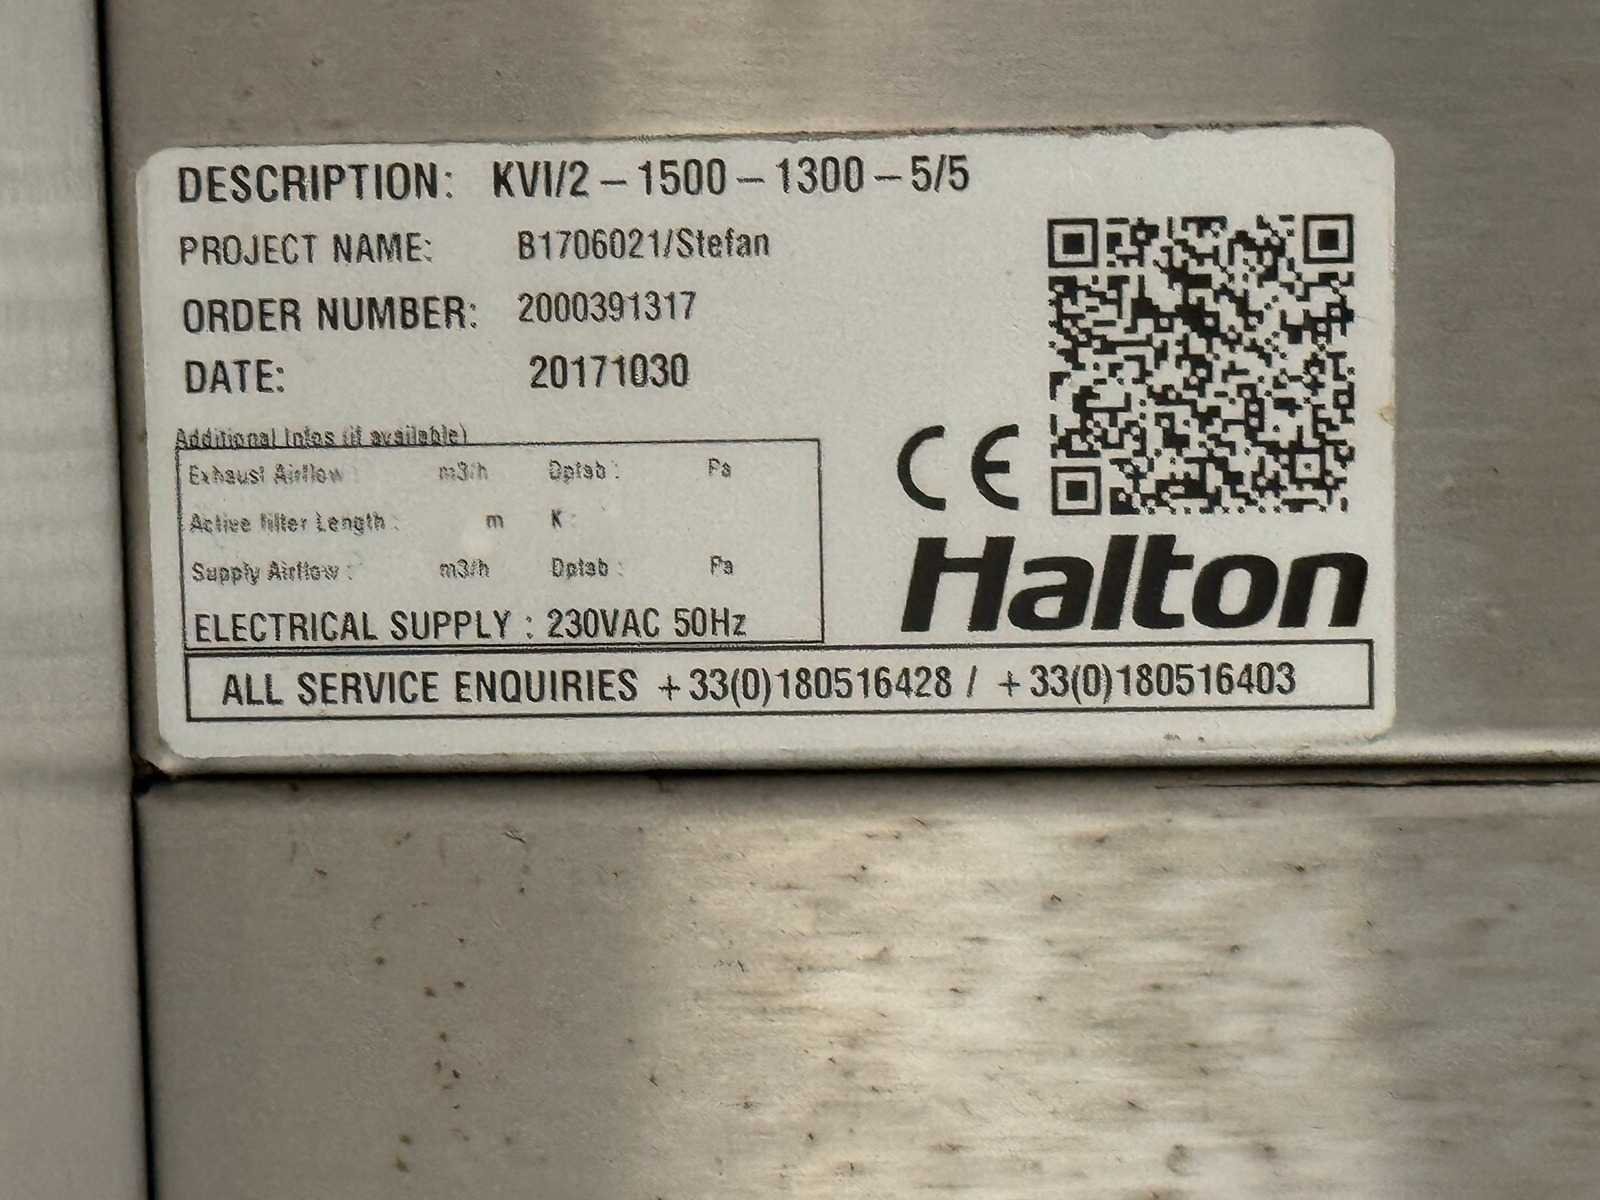 DESCRIPTION: KVI/2 - 1500 - 1300 - 5/5
PROJECT NAME: B1706021/Stefan
ORDER NUMBER: 2000391317
DATE: 20171030
Additional Infos (if available)
Exhaust Airflow : m3/h Dptab : Pa
Active filter Length : m K :
Supply Airflow : m3/h Dptab : Pa
ELECTRICAL SUPPLY : 230VAC 50Hz
CE
Halton
ALL SERVICE ENQUIRIES +33(0)180516428 / +33(0)180516403